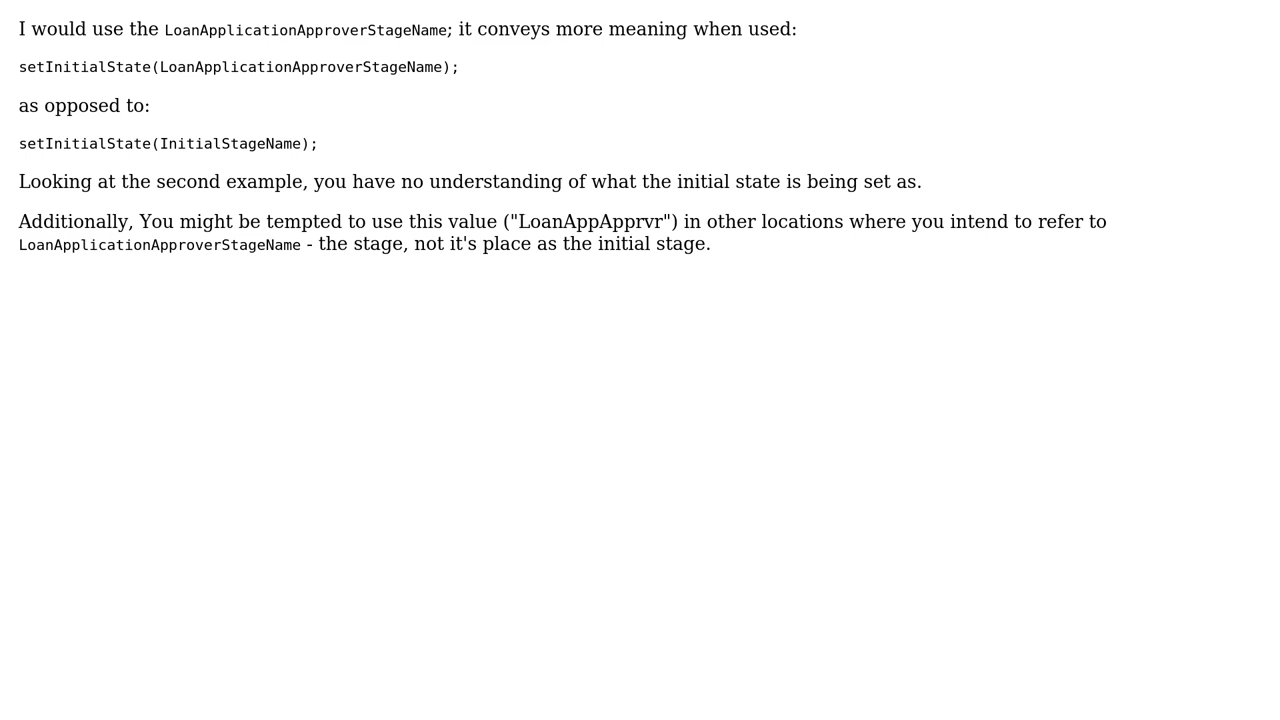 I would use the LoanApplicationApproverStageName; it conveys more meaning when used:
setInitialState(LoanApplicationApproverStageName);
as opposed to:
setInitialState(InitialStageName);
Looking at the second example, you have no understanding of what the initial state is being set as.
Additionally, You might be tempted to use this value ("LoanAppApprvr") in other locations where you intend to refer to
LoanApplicationApproverStageName - the stage, not it's place as the initial stage.